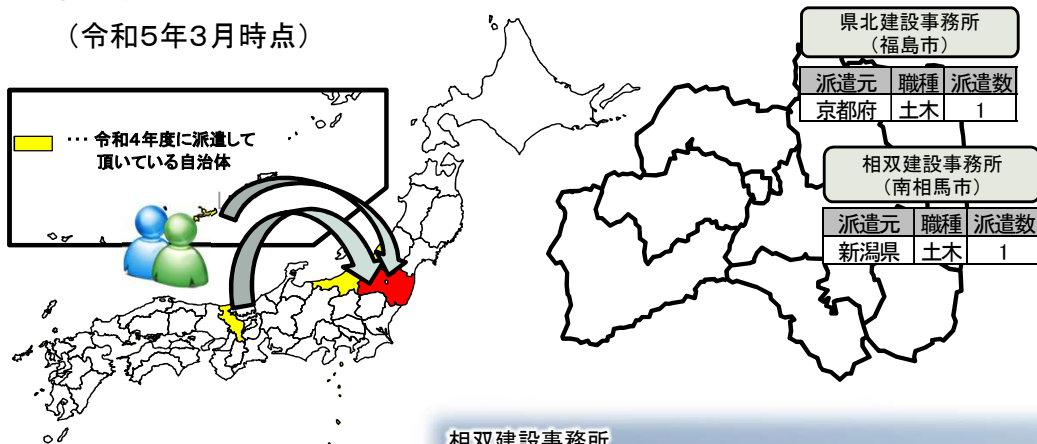 （令和５年３月時点）
… 令和4年度に派遣して
頂いている自治体
県北建設事務所
（福島市）
派遣元 職種 派遣数
京都府 土木 1
相双建設事務所
（南相馬市）
派遣元 職種 派遣数
新潟県 土木 1
相双建設事務所